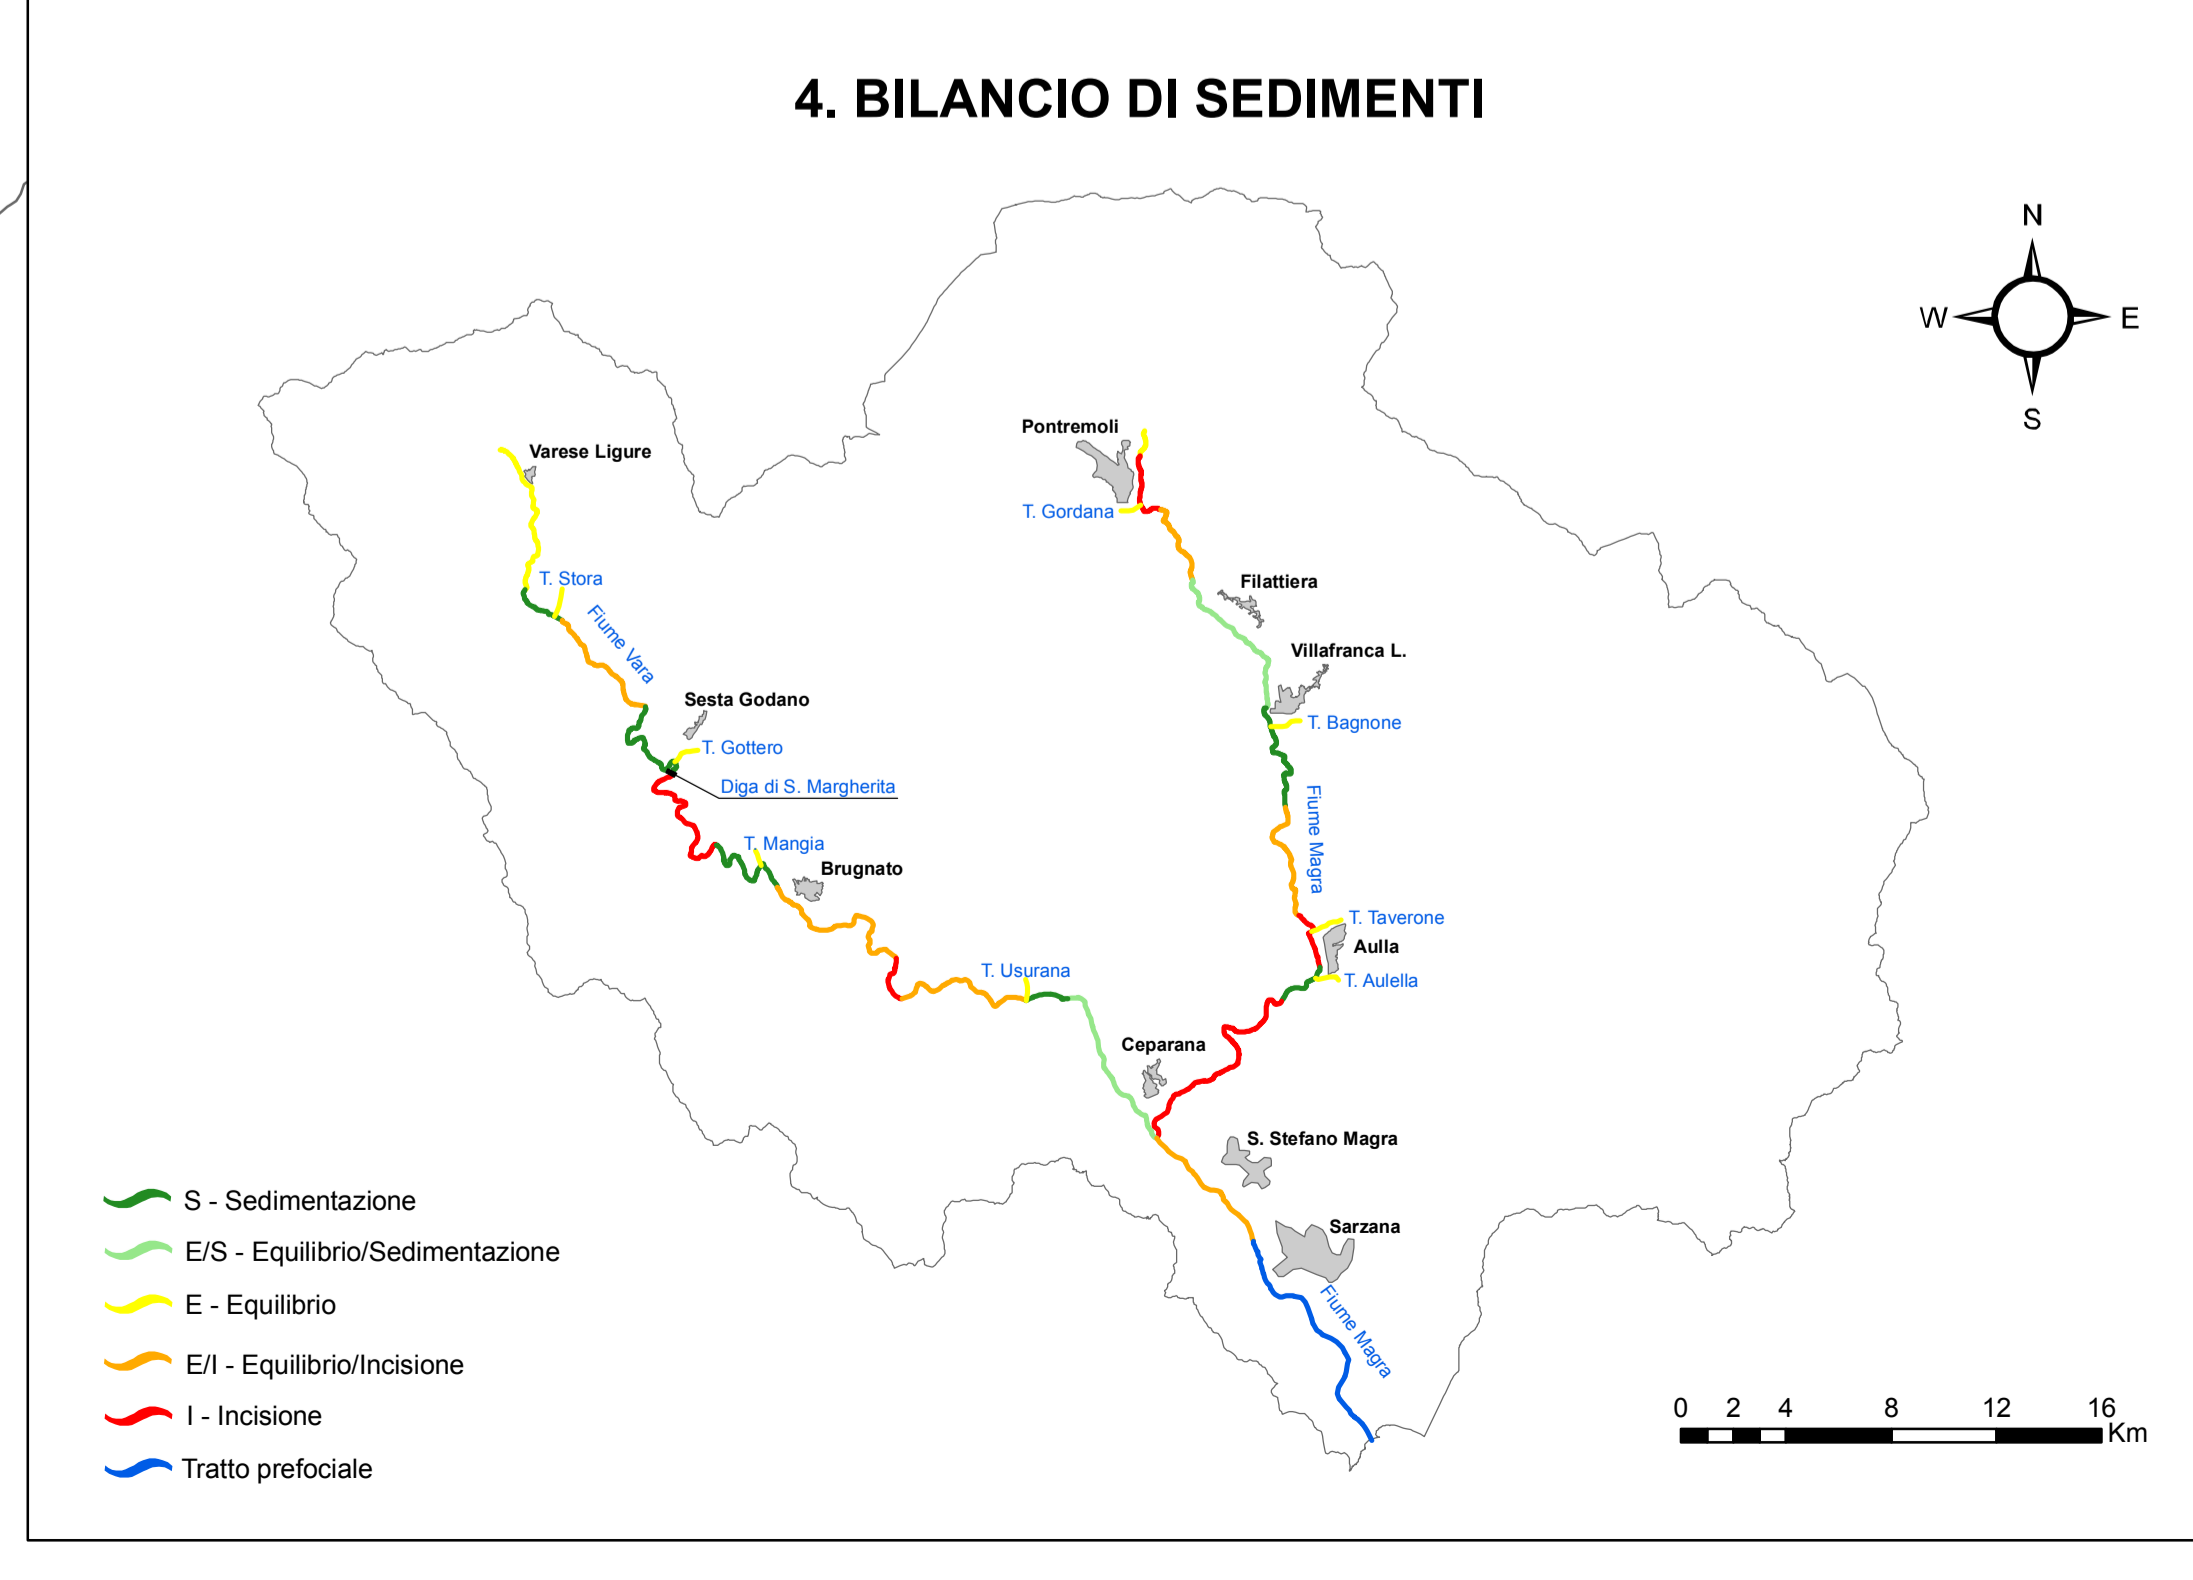 4. BILANCIO DI SEDIMENTI
N
W
E
S
Pontremoli
Varese Ligure
T. Gordana
T. Stora
Filattiera
Fiume Vara
Villafranca L.
Sesta Godano
T. Bagnone
T. Gottero
Diga di S. Margherita
Fiume Magra
T. Mangia
Brugnato
T. Taverone
Aulla
T. Usurana
T. Aulella
Ceparana
S. Stefano Magra
Sarzana
Fiume Magra
S - Sedimentazione
E/S - Equilibrio/Sedimentazione
E - Equilibrio
E/I - Equilibrio/Incisione
I - Incisione
Tratto prefociale
0 2 4 8 12 16
Km